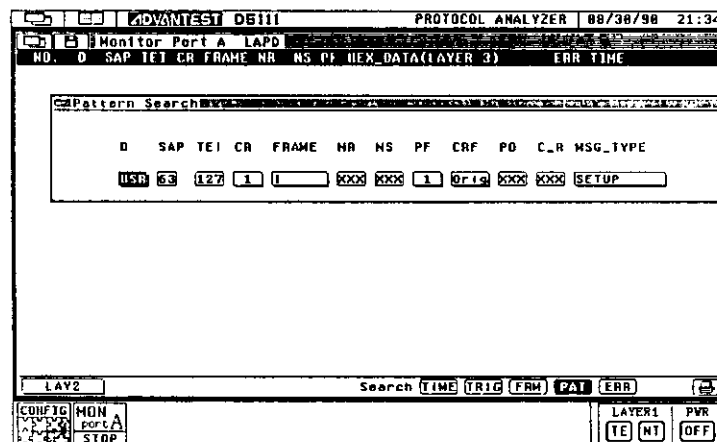 ADVANTEST D5111 PROTOCOL ANALYZER 08/30/90 21:34
Monitor Port A LAPD
NO. D SAP TEI CR FRAME NR NS PF HEX_DATA(LAYER 3) ERR TIME
Pattern Search
D SAP TEI CR FRAME NR NS PF CRF PD C_R MSG_TYPE
USR 63 127 1 I XXX XXX 1 Orig XXX XXX SETUP
LAY2 Search TIME TRIG FRM PAT ERR
CONFIG MON port A STOP
LAYER1 PWR
TE NT OFF